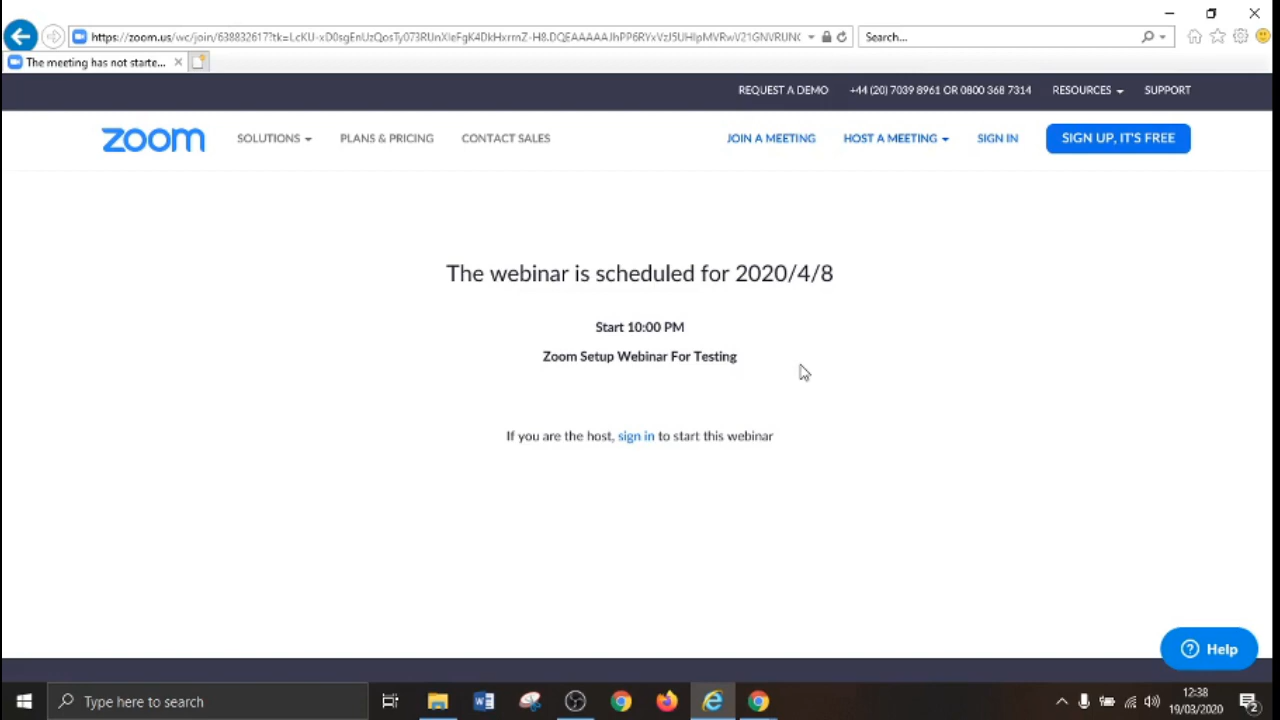 Search...
The meeting has not starte...
REQUEST A DEMO +44 (20) 7039 8961 OR 0800 368 7314 RESOURCES SUPPORT
zoom SOLUTIONS PLANS & PRICING CONTACT SALES JOIN A MEETING HOST A MEETING SIGN IN SIGN UP, IT'S FREE
The webinar is scheduled for 2020/4/8
Start 10:00 PM
Zoom Setup Webinar For Testing
If you are the host, sign in to start this webinar
Help
Type here to search
12:38
19/03/2020
2